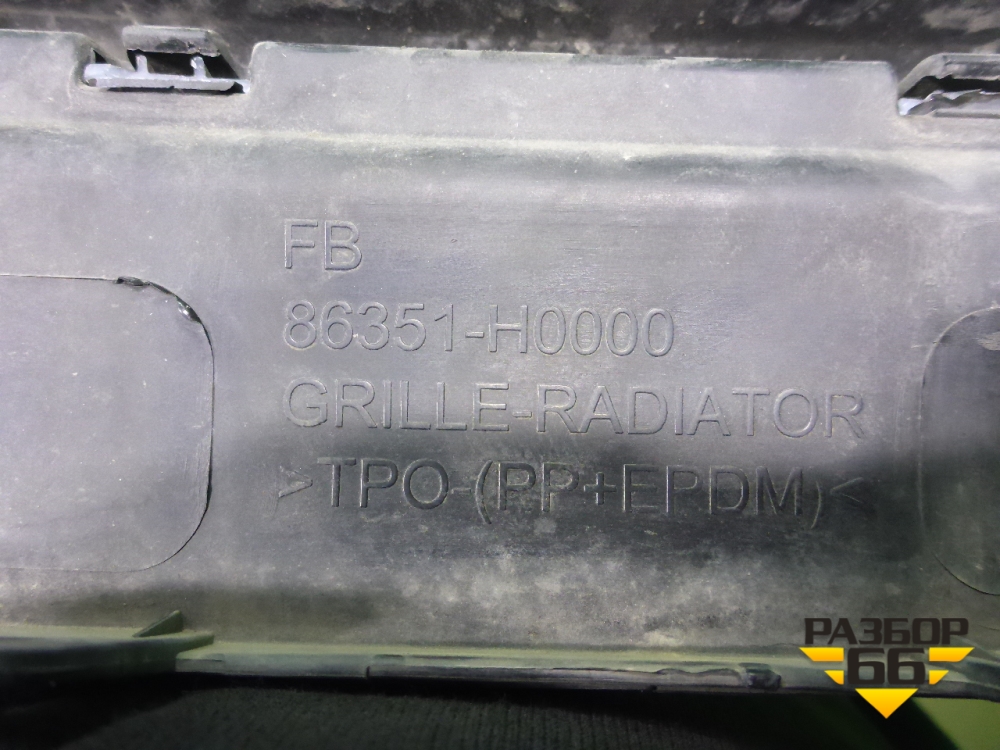 FB
86351-H0000
GRILLE-RADIATOR
>TPO-(PP+EPDM)<
РАЗБОР
66